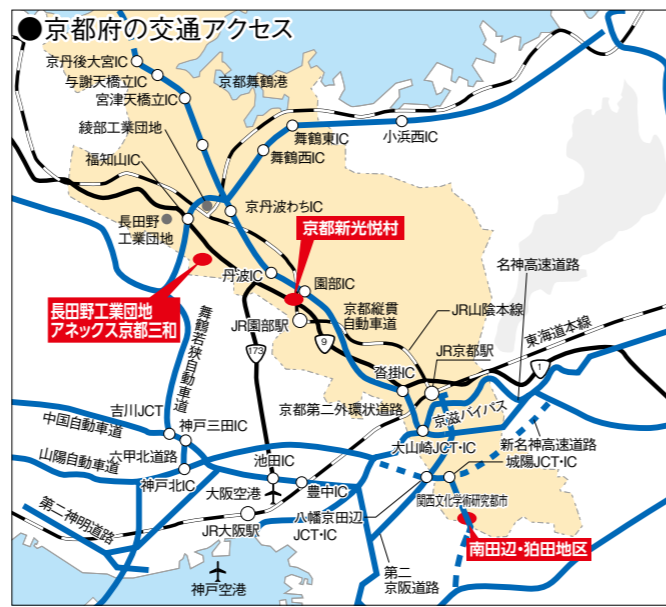 ●京都府の交通アクセス
京丹後大宮IC
与謝天橋立IC
宮津天橋立IC
京都舞鶴港
綾部工業団地
舞鶴東IC
小浜西IC
福知山IC
舞鶴西IC
長田野
工業団地
京丹波わちIC
京都新光悦村
名神高速道路
丹波IC
園部IC
長田野工業団地
アネックス京都三和
京都縦貫
自動車道
JR山陰本線
東海道本線
JR園部駅
9
JR京都駅
173
舞鶴若狭自動車道
沓掛IC
1
吉川JCT
京都第二外環状道路
京滋バイパス
中国自動車道
神戸三田IC
大山崎JCT・IC
新名神高速道路
山陽自動車道
六甲北道路
池田IC
城陽JCT・IC
神戸北IC
大阪空港
豊中IC
関西文化学術研究都市
第二神明道路
JR大阪駅
八幡京田辺
JCT・IC
南田辺・狛田地区
第二
京阪道路
神戸空港